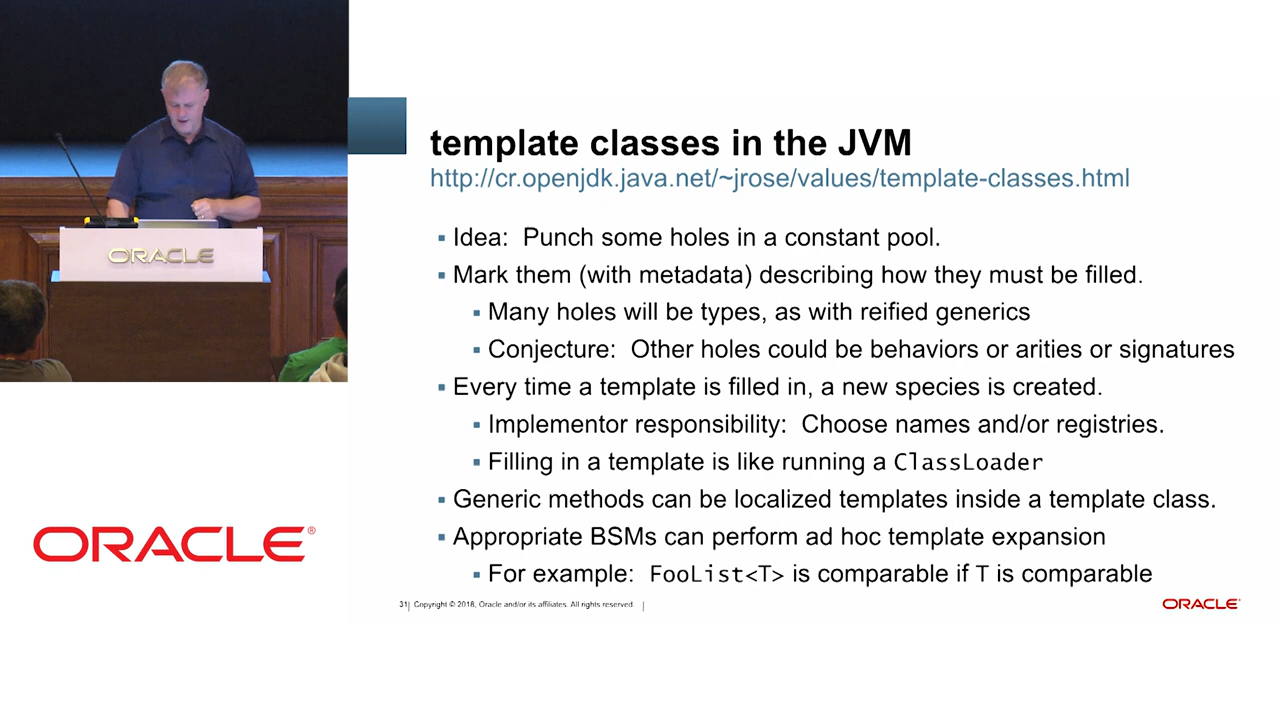 ORACLE
template classes in the JVM
http://cr.openjdk.java.net/~jrose/values/template-classes.html
▪ Idea:  Punch some holes in a constant pool.
▪ Mark them (with metadata) describing how they must be filled.
▪ Many holes will be types, as with reified generics
▪ Conjecture:  Other holes could be behaviors or arities or signatures
▪ Every time a template is filled in, a new species is created.
▪ Implementor responsibility:  Choose names and/or registries.
▪ Filling in a template is like running a ClassLoader
▪ Generic methods can be localized templates inside a template class.
▪ Appropriate BSMs can perform ad hoc template expansion
▪ For example:  FooList<T> is comparable if T is comparable
31| Copyright © 2018, Oracle and/or its affiliates. All rights reserved. |
ORACLE®
ORACLE®